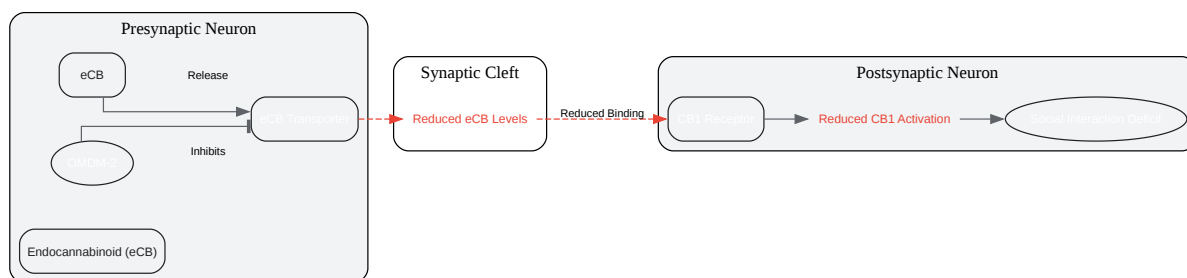 Presynaptic Neuron
eCB
Release
eCB Transporter
OMDM-2
Inhibits
Endocannabinoid (eCB)
Synaptic Cleft
Reduced eCB Levels
Reduced Binding
Postsynaptic Neuron
CB1 Receptor
Reduced CB1 Activation
Social Interaction Deficit